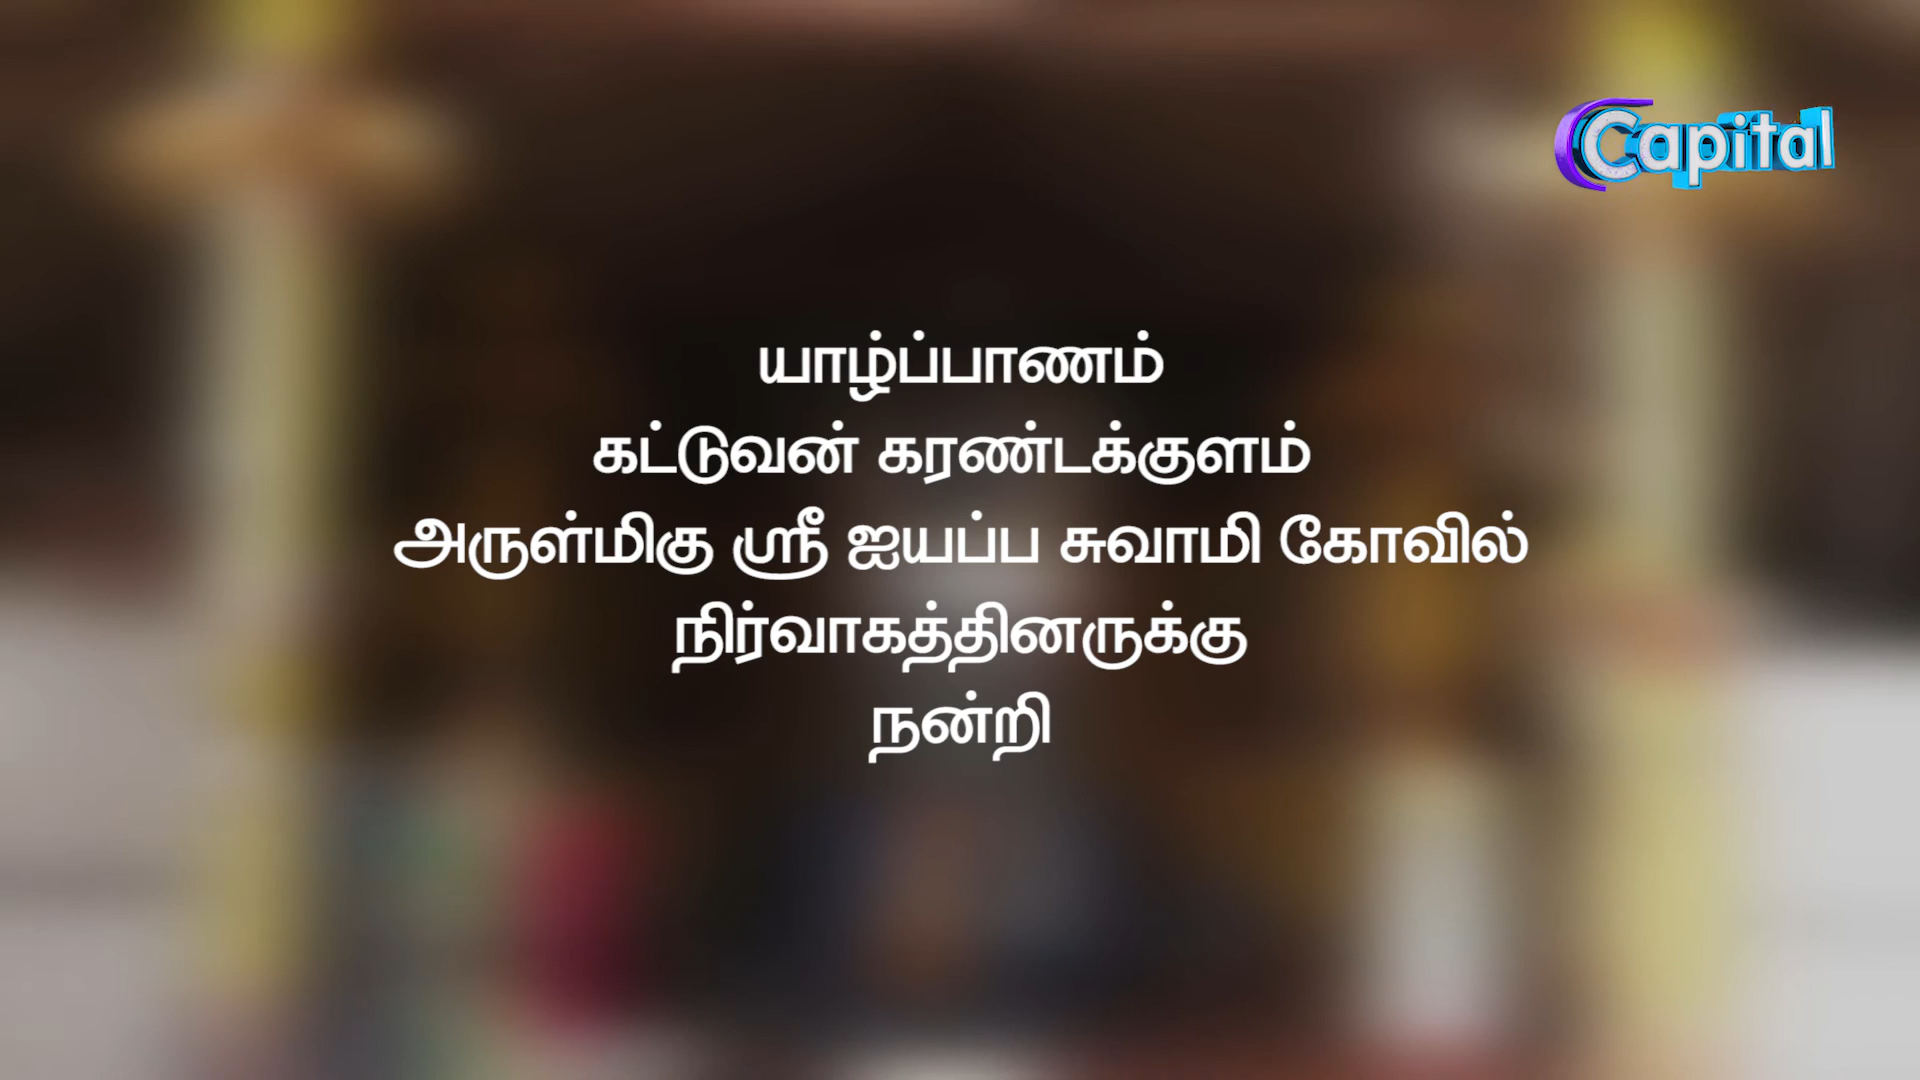 Capital
யாழ்ப்பாணம்
கட்டுவன் கரண்டக்குளம்
அருள்மிகு ஸ்ரீ ஐயப்ப சுவாமி கோவில்
நிர்வாகத்தினருக்கு
நன்றி